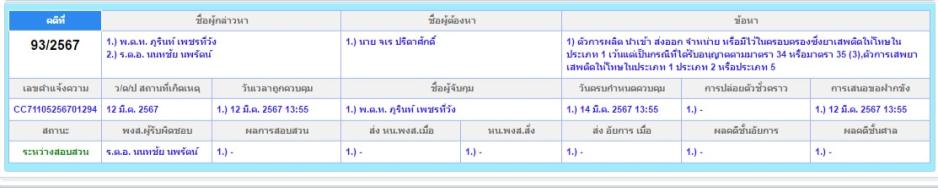 คดีที่ ชื่อผู้กล่าวหา ชื่อผู้ต้องหา ข้อหา
93/2567 1.) พ.ต.ท. ภูรินท์ เพชรทิ้วัง 1.) นาย จเร ปรีดาศักดิ์ 1) ด้วการผลิต นำเข้า ส่งออก จำหน่าย หรือมีไว้ในครอบครองซึ่งยาเสพติดให้โทษใน
2.) ร.ต.อ. นนทชัย นพรัตน์ ประเภท 1 เว้นแต่เป็นกรณีที่ได้รับอนุญาตตามมาตรา 34 หรือมาตรา 35 (3),ด้วการเสพยา
เสพติดให้โทษในประเภท 1 ประเภท 2 หรือประเภท 5
เลขรับแจ้งความ ว/ด/ป สถานที่เกิดเหตุ วันเวลาถูกควบคุม ชื่อผู้จับกุม วันครบกำหนดควบคุม การปล่อยตัวชั่วคราว การเสนอขอฝากขัง
CC71105256701294 12 มี.ค. 2567 1.) 12 มี.ค. 2567 13:55 1.) พ.ต.ท. ภูรินท์ เพชรทิ้วัง 1.) 14 มี.ค. 2567 13:55 1.) - 1.) 12 มี.ค. 2567 13:55
สถานะ พงส.ผู้รับผิดชอบ ผลการสอบสวน ส่ง หน.พงส.เมื่อ หน.พงส.สั่ง ส่ง อัยการ เมื่อ ผลคดีชั้นอัยการ ผลคดีชั้นศาล
ระหว่างสอบสวน ร.ต.อ. นนทชัย นพรัตน์ 1.) - 1.) - 1.) - 1.) - 1.) - 1.) -